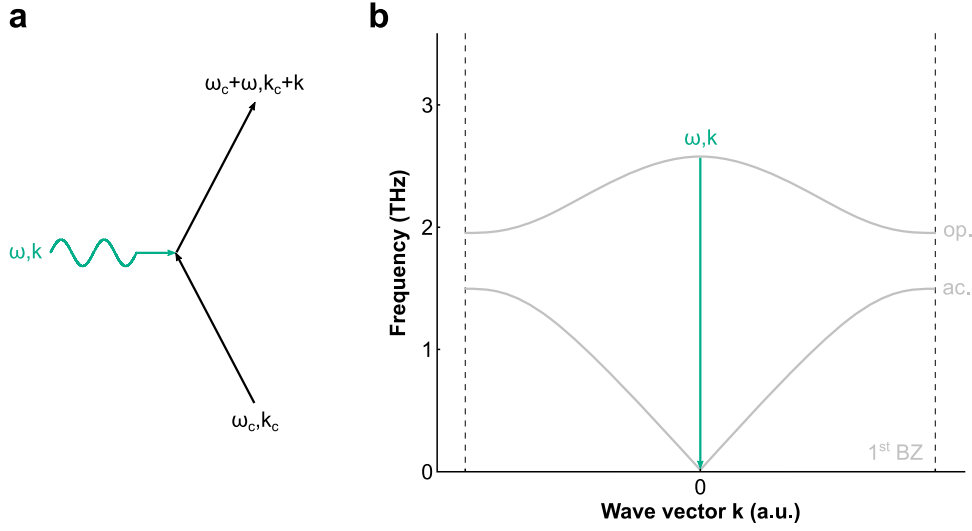 a
ω_c+ω,k_c+k
ω,k
ω_c,k_c
b
Frequency (THz)
3
2
1
0
ω,k
op.
ac.
1^st BZ
0
Wave vector k (a.u.)